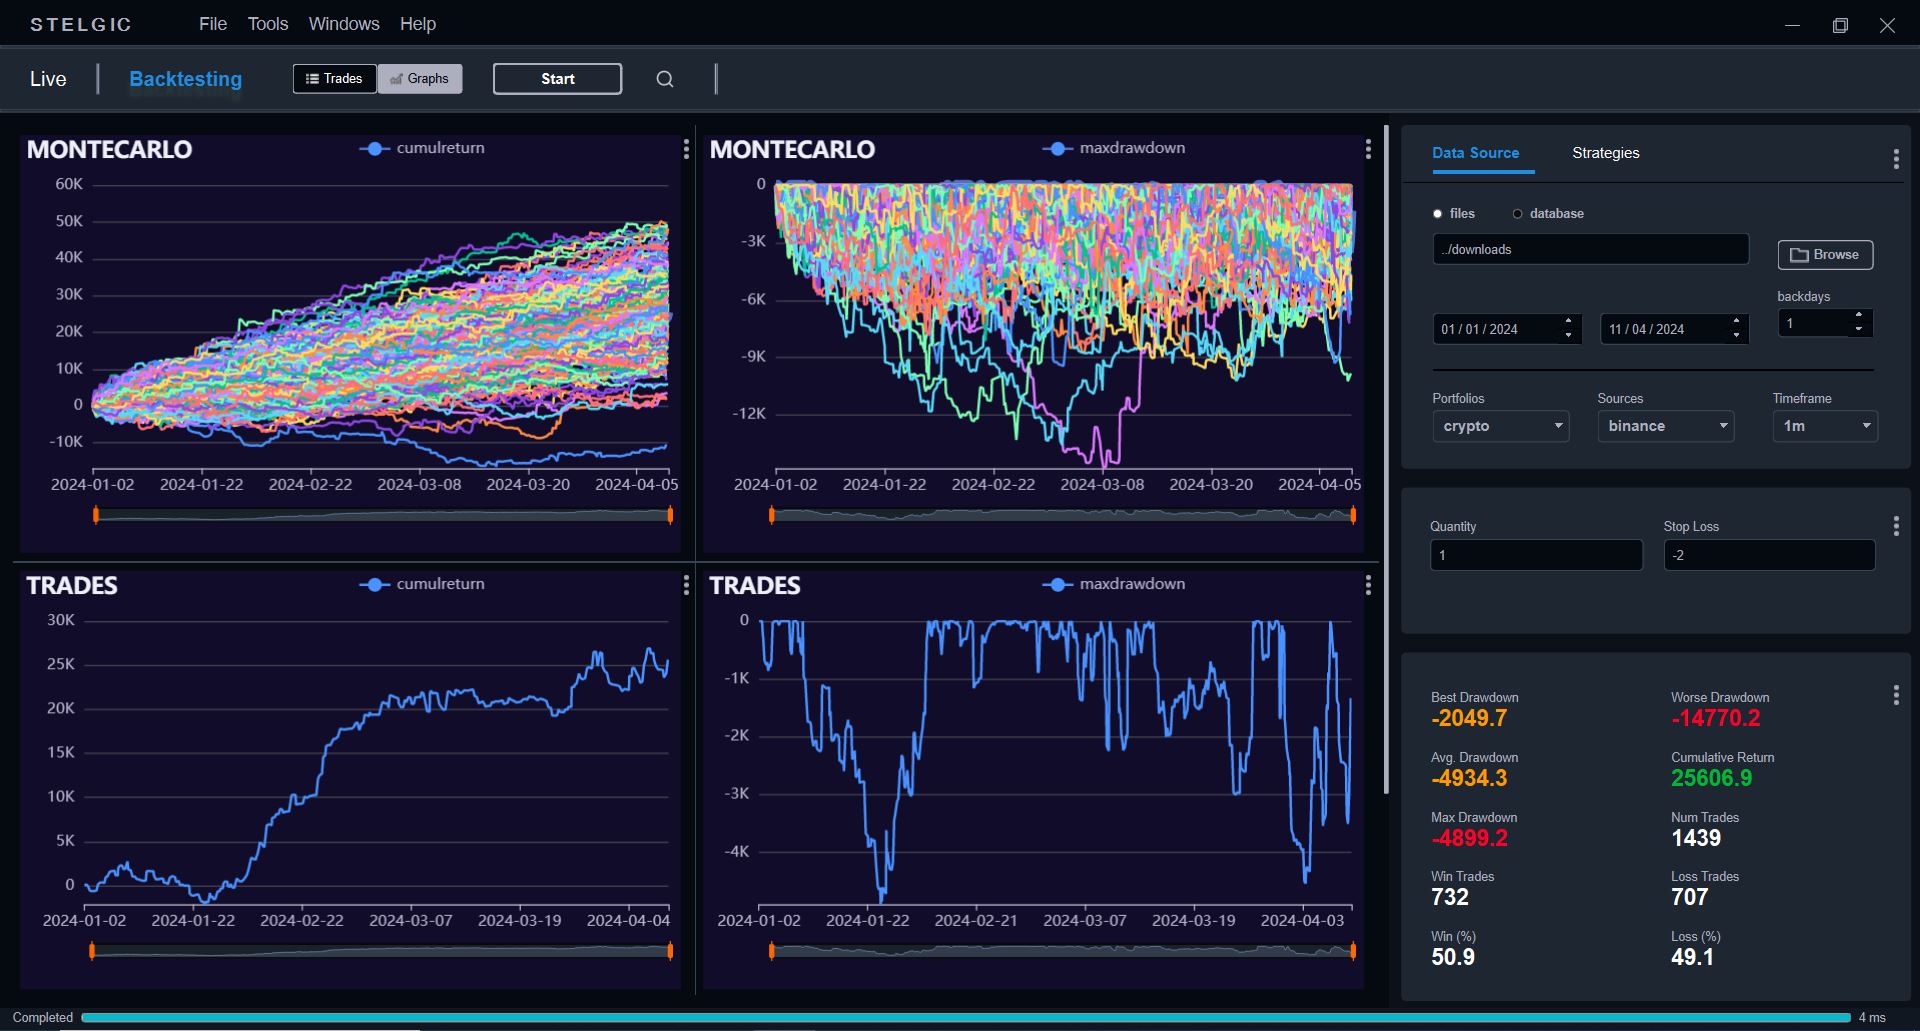 STELGIC File Tools Windows Help
Live Backtesting Trades Graphs Start
MONTECARLO cumulreturn
60K
50K
40K
30K
20K
10K
0
-10K
2024-01-02 2024-01-22 2024-02-22 2024-03-08 2024-03-20 2024-04-05
MONTECARLO maxdrawdown
0
-3K
-6K
-9K
-12K
2024-01-02 2024-01-22 2024-02-22 2024-03-08 2024-03-20 2024-04-05
TRADES cumulreturn
30K
25K
20K
15K
10K
5K
0
2024-01-02 2024-01-22 2024-02-22 2024-03-07 2024-03-19 2024-04-04
TRADES maxdrawdown
0
-1K
-2K
-3K
-4K
2024-01-02 2024-01-22 2024-02-21 2024-03-07 2024-03-19 2024-04-03
Data Source Strategies
files database
../downloads Browse
backdays
01 / 01 / 2024 11 / 04 / 2024 1
Portfolios Sources Timeframe
crypto binance 1m
Quantity Stop Loss
1 -2
Best Drawdown Worse Drawdown
-2049.7 -14770.2
Avg. Drawdown Cumulative Return
-4934.3 25606.9
Max Drawdown Num Trades
-4899.2 1439
Win Trades Loss Trades
732 707
Win (%) Loss (%)
50.9 49.1
Completed 4 ms